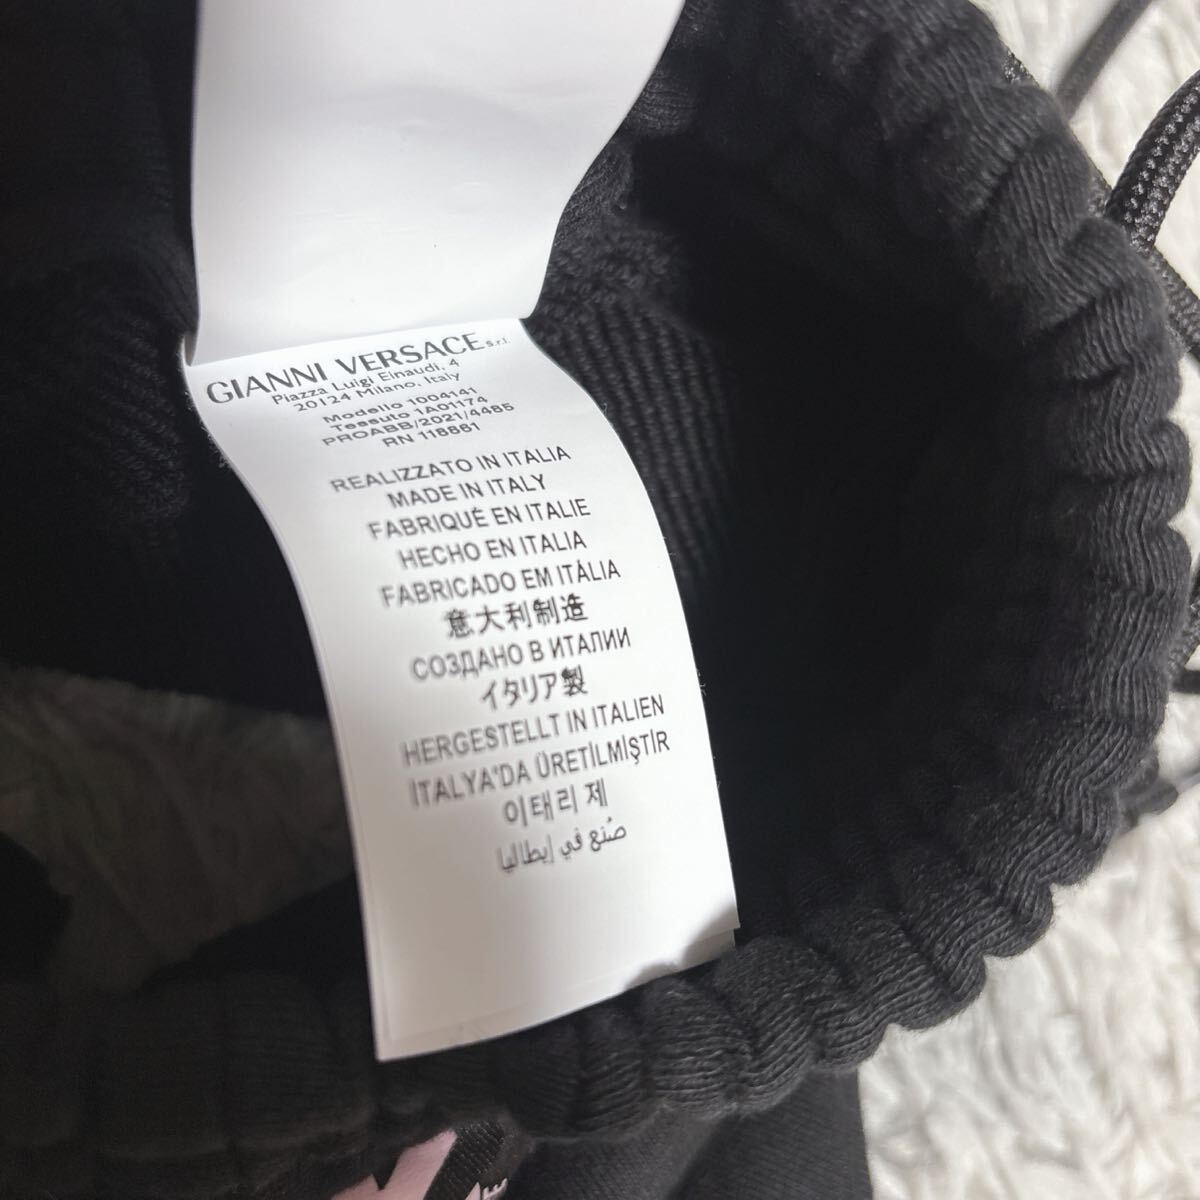 GIANNI VERSACE s.r.l.
Piazza Luigi Einaudi, 4
20124 Milano, Italy
Modello 1004141
Tessuto 1A01174
PROABB/2021/4485
RN 118861
REALIZZATO IN ITALIA
MADE IN ITALY
FABRIQUÉ EN ITALIE
HECHO EN ITALIA
FABRICADO EM ITÁLIA
意大利制造
СОЗДАНО В ИТАЛИИ
イタリア製
HERGESTELLT IN ITALIEN
İTALYA'DA ÜRETİLMİŞTİR
이태리 제
صُنع في إيطاليا